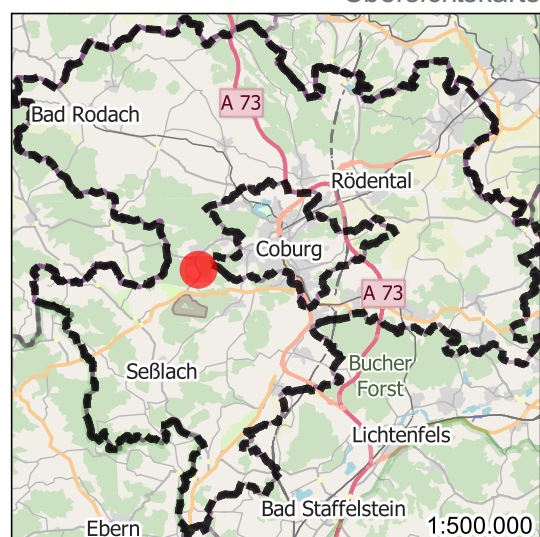 Übersichtskarte
A 73
Bad Rodach
Rödental
Coburg
A 73
Seßlach
Bucher
Forst
Lichtenfels
Bad Staffelstein
Ebern
1:500.000